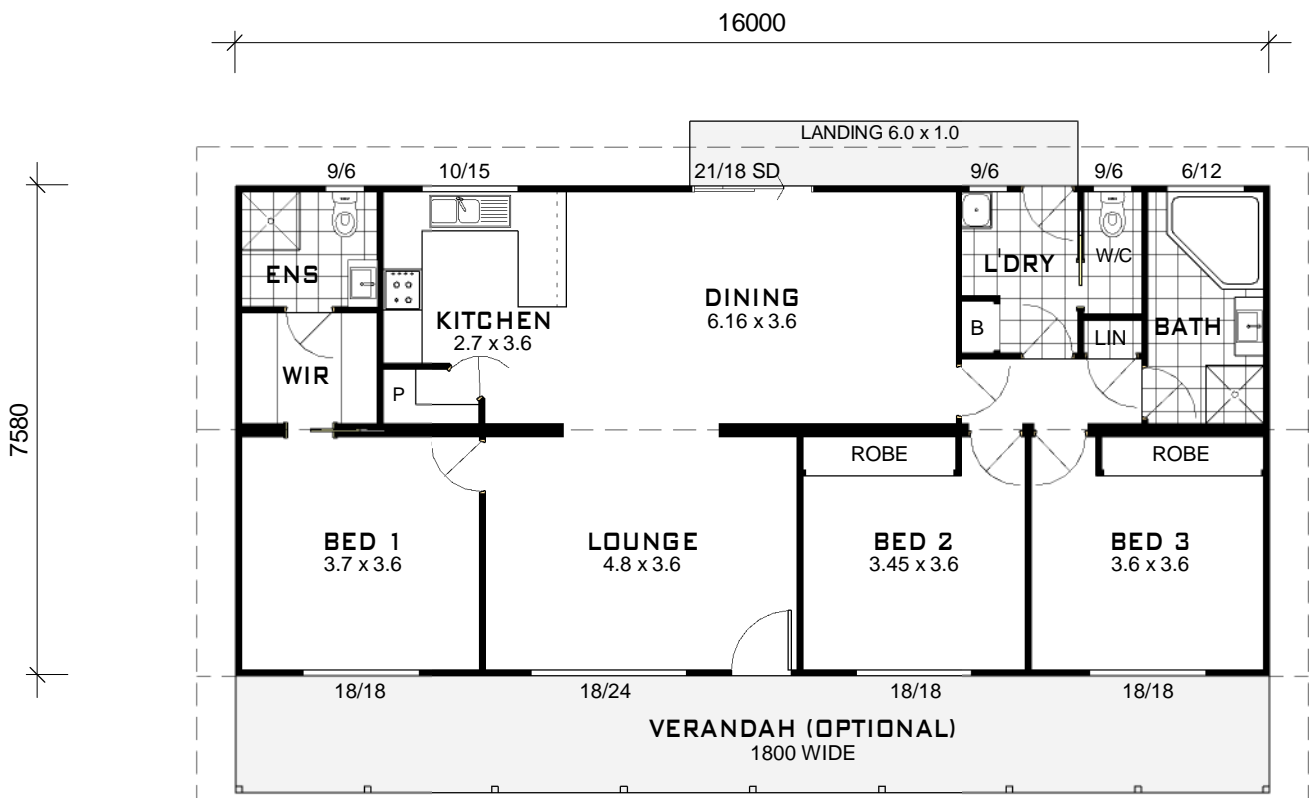 16000
LANDING 6.0 x 1.0
9/6
10/15
21/18 SD
9/6
9/6
6/12
ENS
L'DRY
W/C
DINING
6.16 x 3.6
KITCHEN
2.7 x 3.6
B
LIN
BATH
WIR
P
7580
ROBE
ROBE
BED 1
3.7 x 3.6
LOUNGE
4.8 x 3.6
BED 2
3.45 x 3.6
BED 3
3.6 x 3.6
18/18
18/24
18/18
18/18
VERANDAH (OPTIONAL)
1800 WIDE